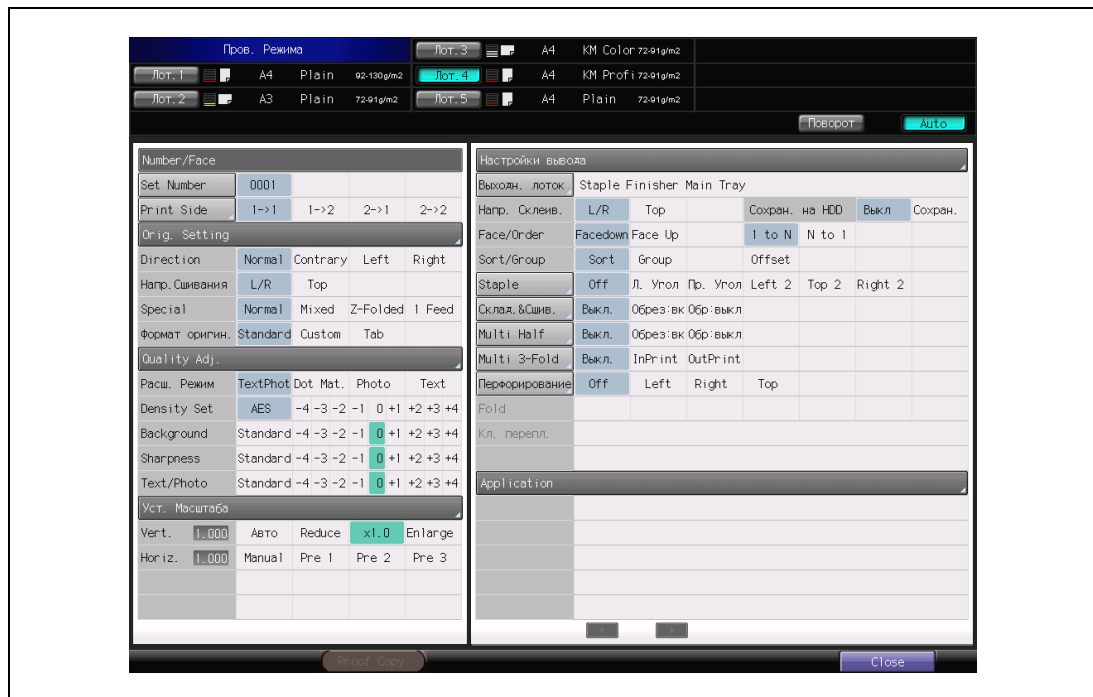 Пров. Режима
Лот.3 A4 KM Color 72-91g/m2
Лот.1 A4 Plain 92-130g/m2 Лот.4 A4 KM Profi 72-91g/m2
Лот.2 A3 Plain 72-91g/m2 Лот.5 A4 Plain 72-91g/m2
Поворот Auto
Number/Face
Set Number 0001
Print Side 1->1 1->2 2->1 2->2
Orig. Setting
Direction Normal Contrary Left Right
Напр.Сшивания L/R Top
Special Normal Mixed Z-Folded 1 Feed
Формат оригин. Standard Custom Tab
Quality Adj.
Расш. Режим TextPhot Dot Mat. Photo Text
Density Set AES -4 -3 -2 -1 0 +1 +2 +3 +4
Background Standard -4 -3 -2 -1 0 +1 +2 +3 +4
Sharpness Standard -4 -3 -2 -1 0 +1 +2 +3 +4
Text/Photo Standard -4 -3 -2 -1 0 +1 +2 +3 +4
Уст. Масштаба
Vert. 1.000 Авто Reduce x1.0 Enlarge
Horiz. 1.000 Manual Pre 1 Pre 2 Pre 3
Настройки вывода
Выходн. лоток Staple Finisher Main Tray
Напр. Склеив. L/R Top Сохран. на HDD Выкл Сохран.
Face/Order Facedown Face Up 1 to N N to 1
Sort/Group Sort Group Offset
Staple Off Л. Угол Пр. Угол Left 2 Top 2 Right 2
Склад.&Сшив. Выкл. Обрез:вк Обр:выкл
Multi Half Выкл. Обрез:вк Обр:выкл
Multi 3-Fold Выкл. InPrint OutPrint
Перфорирование Off Left Right Top
Fold
Кл. перепл.
Application
Proof Copy Close